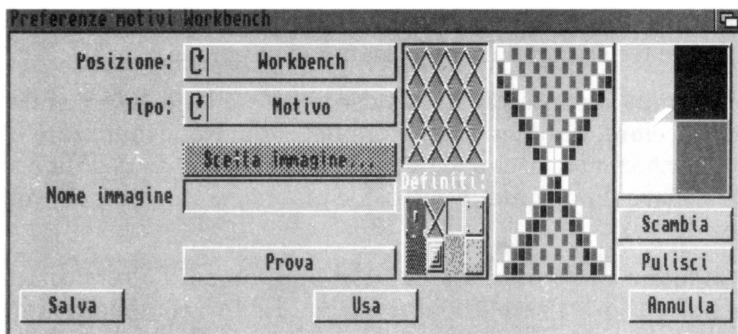 Preferenze motivi Workbench
Posizione: Workbench
Tipo: Motivo
Scelta immagine...
Definiti:
Nome immagine
Scambia
Prova
Pulisci
Salva
Usa
Annulla